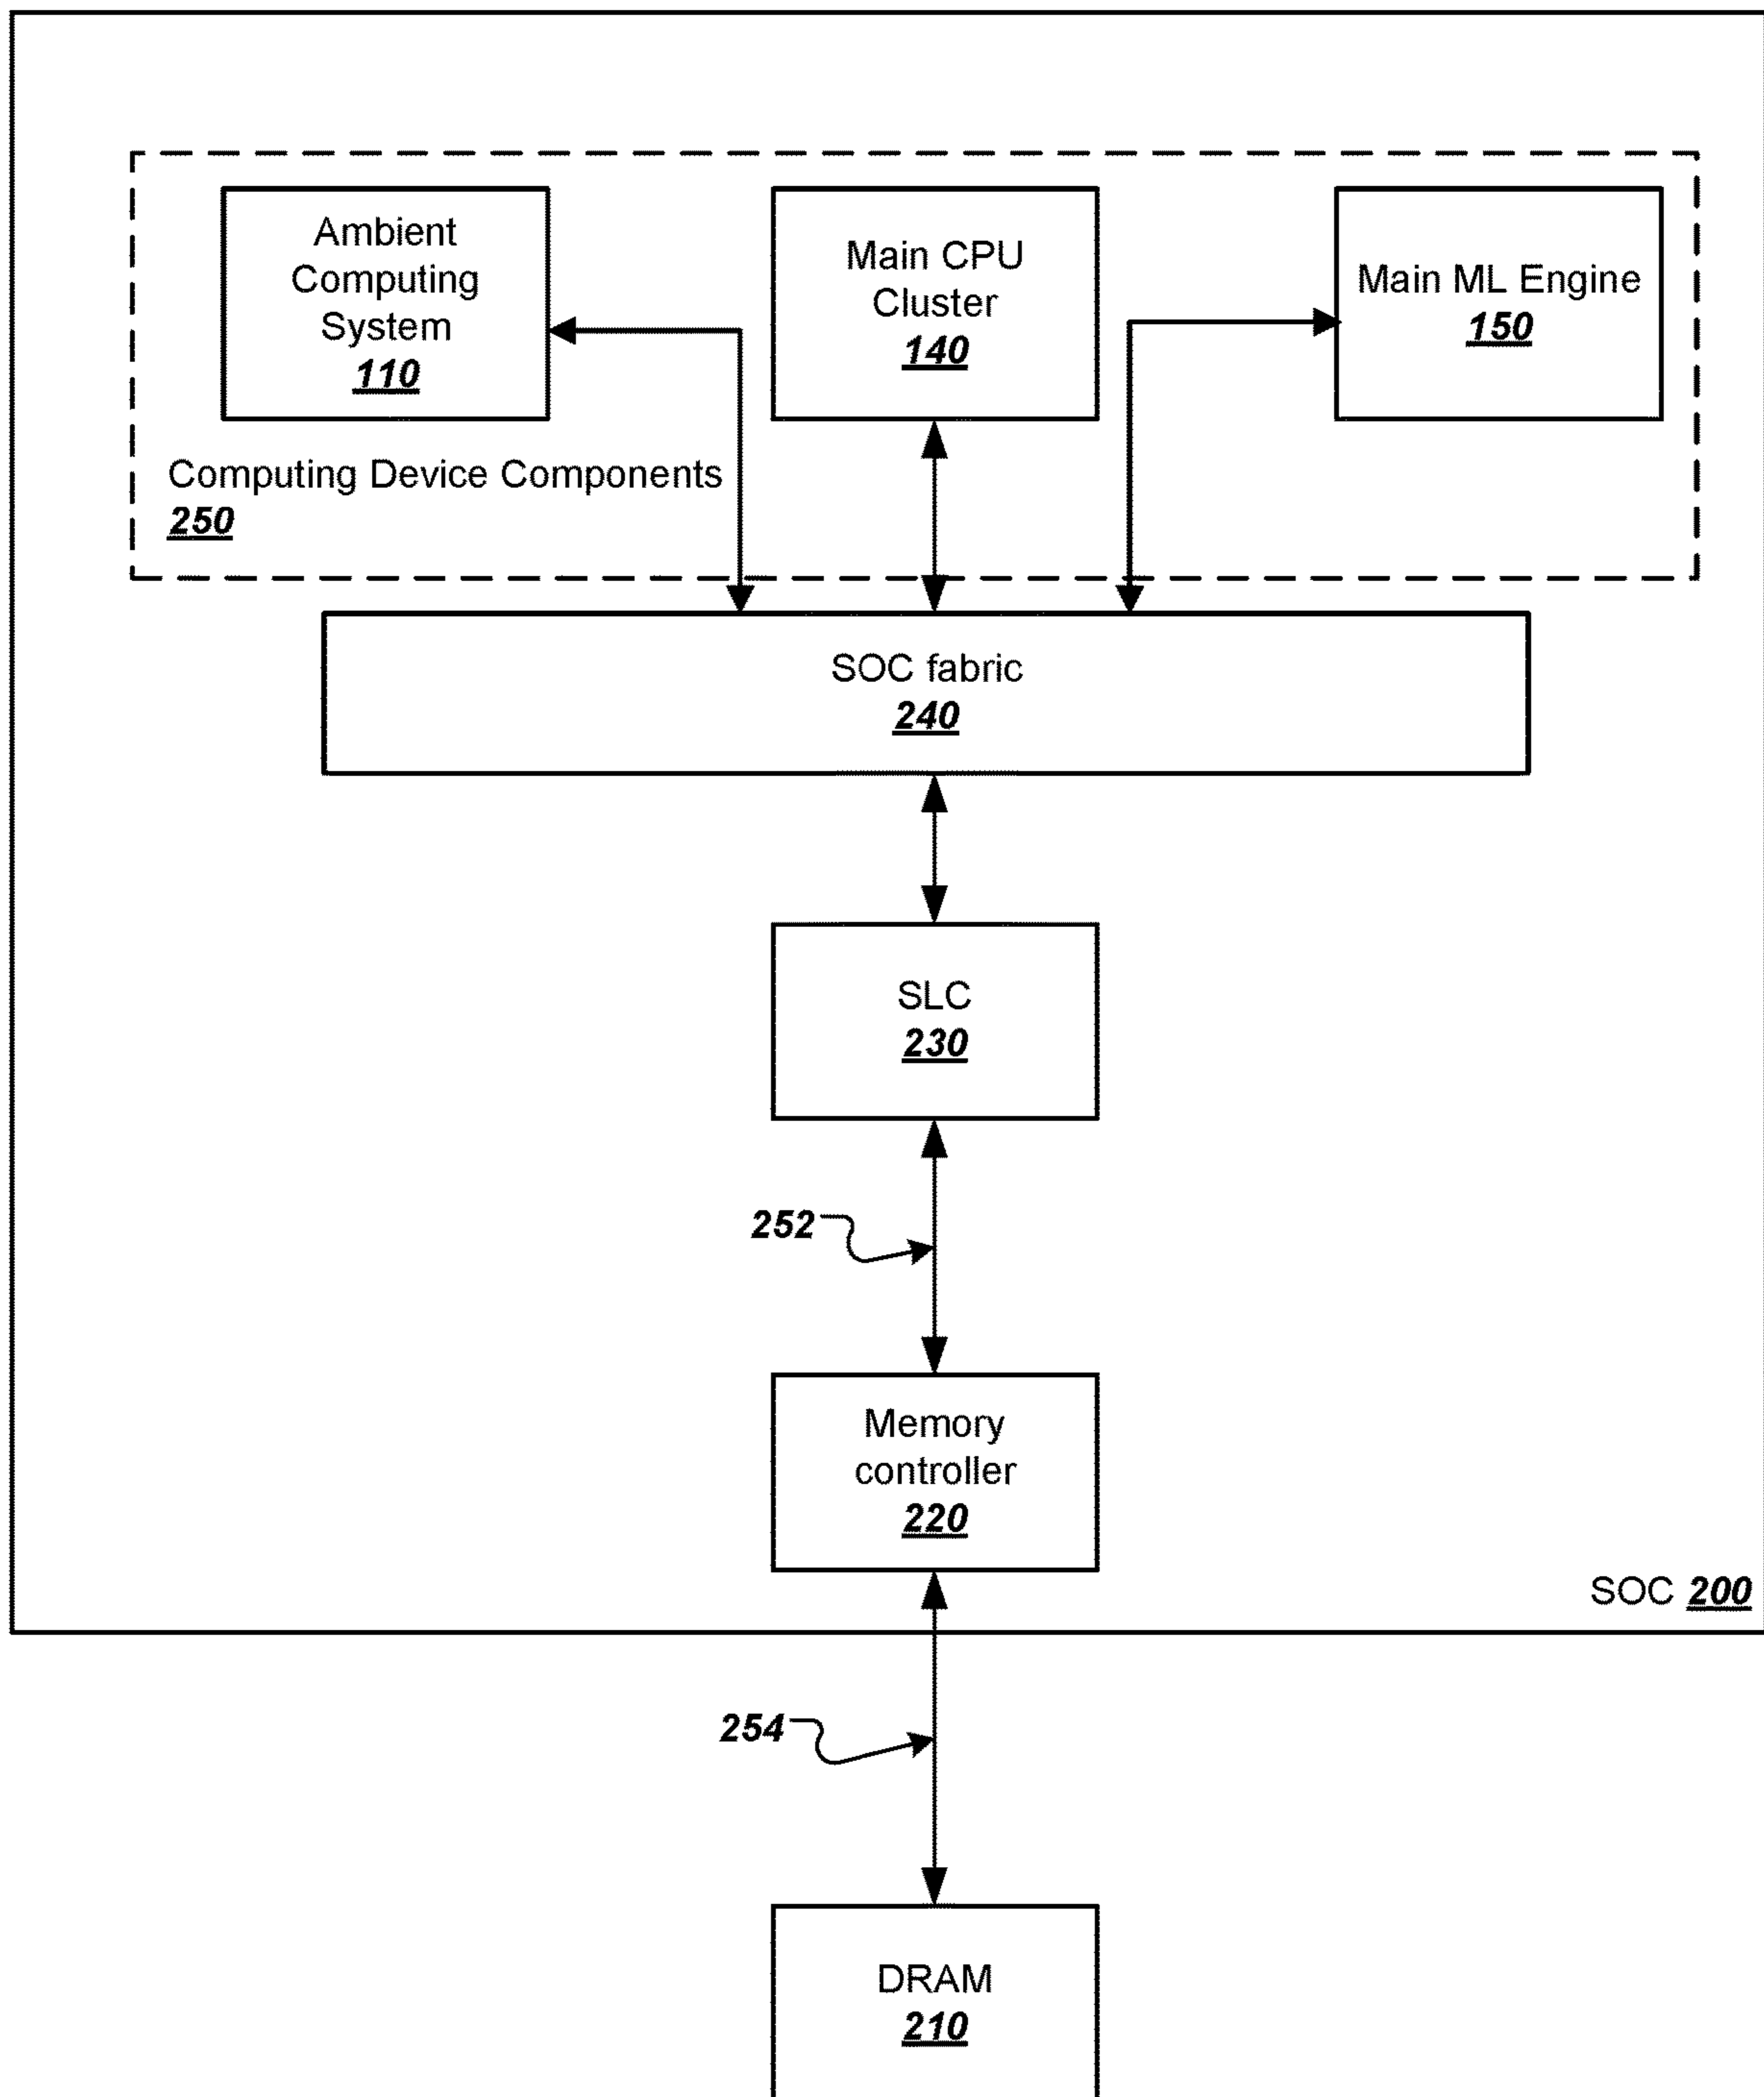 Ambient
Computing
System
110
Main CPU
Cluster
140
Main ML Engine
150
Computing Device Components
250
SOC fabric
240
SLC
230
252
Memory
controller
220
SOC 200
254
DRAM
210